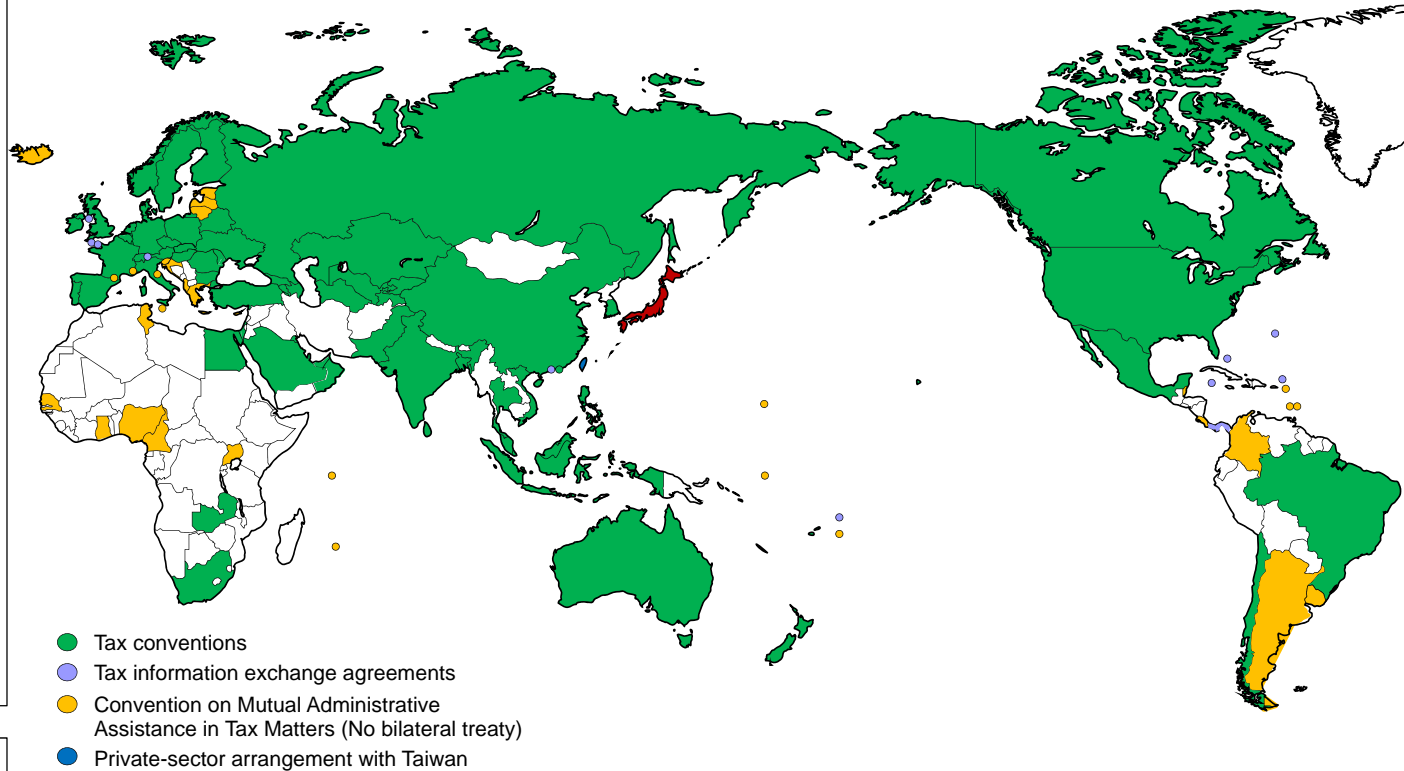 Tax conventions
Tax information exchange agreements
Convention on Mutual Administrative
Assistance in Tax Matters (No bilateral treaty)
Private-sector arrangement with Taiwan